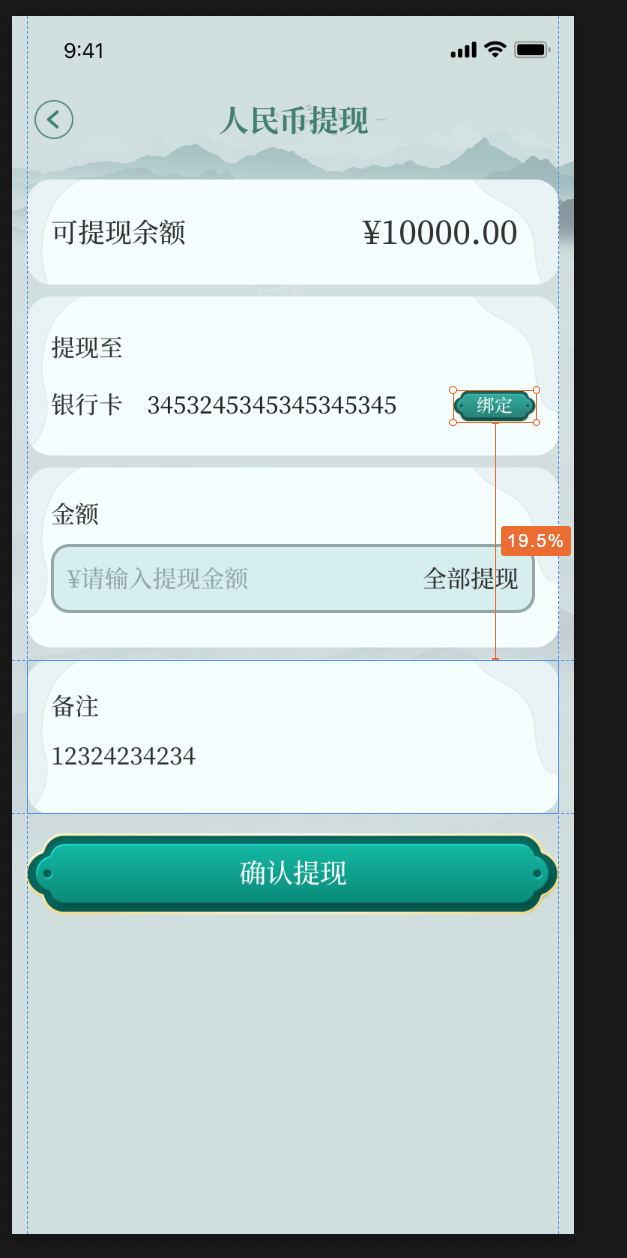 9:41
人民币提现
可提现余额 ¥10000.00
提现至
银行卡 3453245345345345345
绑定
金额
19.5%
¥请输入提现金额 全部提现
备注
12324234234
确认提现